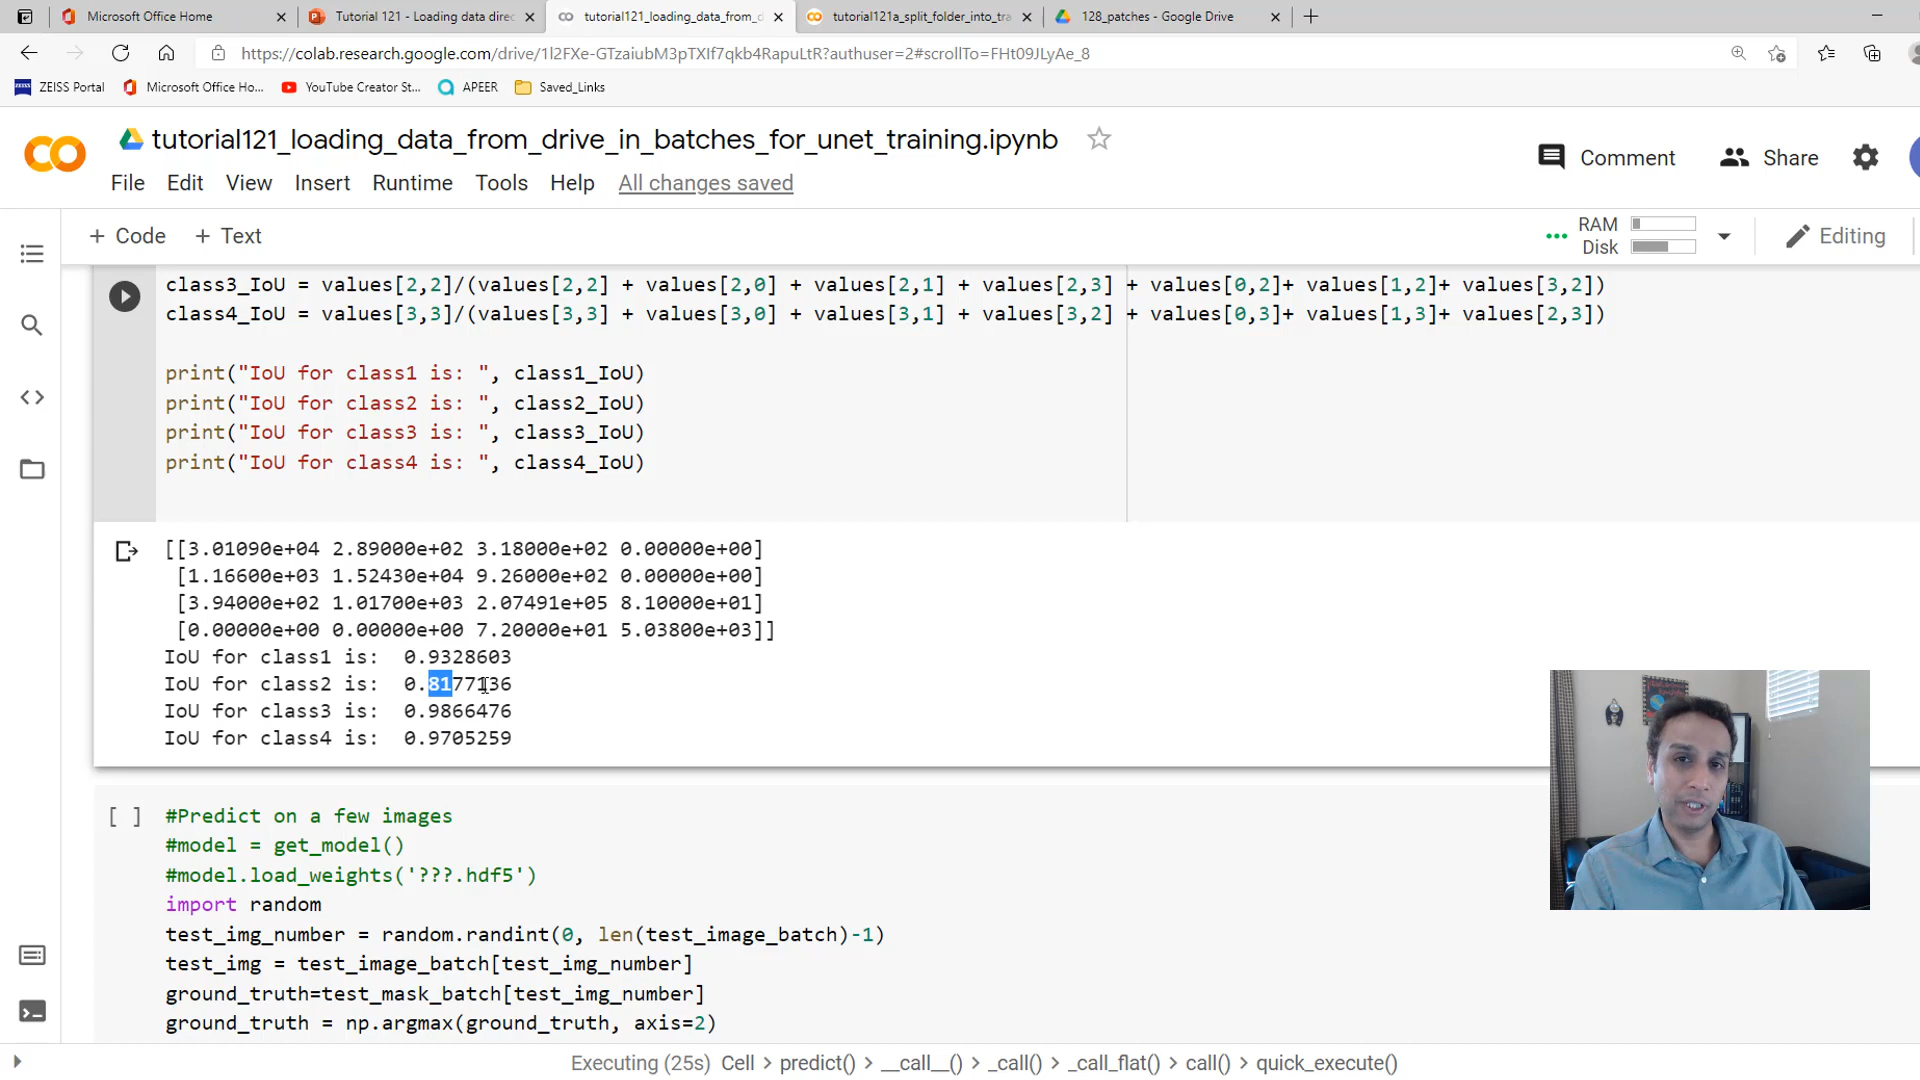 Microsoft Office Home
Tutorial 121 - Loading data direc
tutorial121_loading_data_from_d
tutorial121a_split_folder_into_tra
128_patches - Google Drive
https://colab.research.google.com/drive/1l2FXe-GTzaiubM3pTXIf7qkb4RapuLtR?authuser=2#scrollTo=FHt09JLyAe_8
ZEISS Portal
Microsoft Office Ho...
YouTube Creator St...
APEER
Saved_Links
tutorial121_loading_data_from_drive_in_batches_for_unet_training.ipynb
Comment
Share
File Edit View Insert Runtime Tools Help All changes saved
+ Code + Text
RAM
Disk
Editing
class3_IoU = values[2,2]/(values[2,2] + values[2,0] + values[2,1] + values[2,3] + values[0,2]+ values[1,2]+ values[3,2])
class4_IoU = values[3,3]/(values[3,3] + values[3,0] + values[3,1] + values[3,2] + values[0,3]+ values[1,3]+ values[2,3])
print("IoU for class1 is: ", class1_IoU)
print("IoU for class2 is: ", class2_IoU)
print("IoU for class3 is: ", class3_IoU)
print("IoU for class4 is: ", class4_IoU)
[[3.01090e+04 2.89000e+02 3.18000e+02 0.00000e+00]
[1.16600e+03 1.52430e+04 9.26000e+02 0.00000e+00]
[3.94000e+02 1.01700e+03 2.07491e+05 8.10000e+01]
[0.00000e+00 0.00000e+00 7.20000e+01 5.03800e+03]]
IoU for class1 is: 0.9328603
IoU for class2 is: 0.8177136
IoU for class3 is: 0.9866476
IoU for class4 is: 0.9705259
[ ] #Predict on a few images
#model = get_model()
#model.load_weights('???.hdf5')
import random
test_img_number = random.randint(0, len(test_image_batch)-1)
test_img = test_image_batch[test_img_number]
ground_truth=test_mask_batch[test_img_number]
ground_truth = np.argmax(ground_truth, axis=2)
Executing (25s) Cell > predict() > __call__() > _call() > _call_flat() > call() > quick_execute()